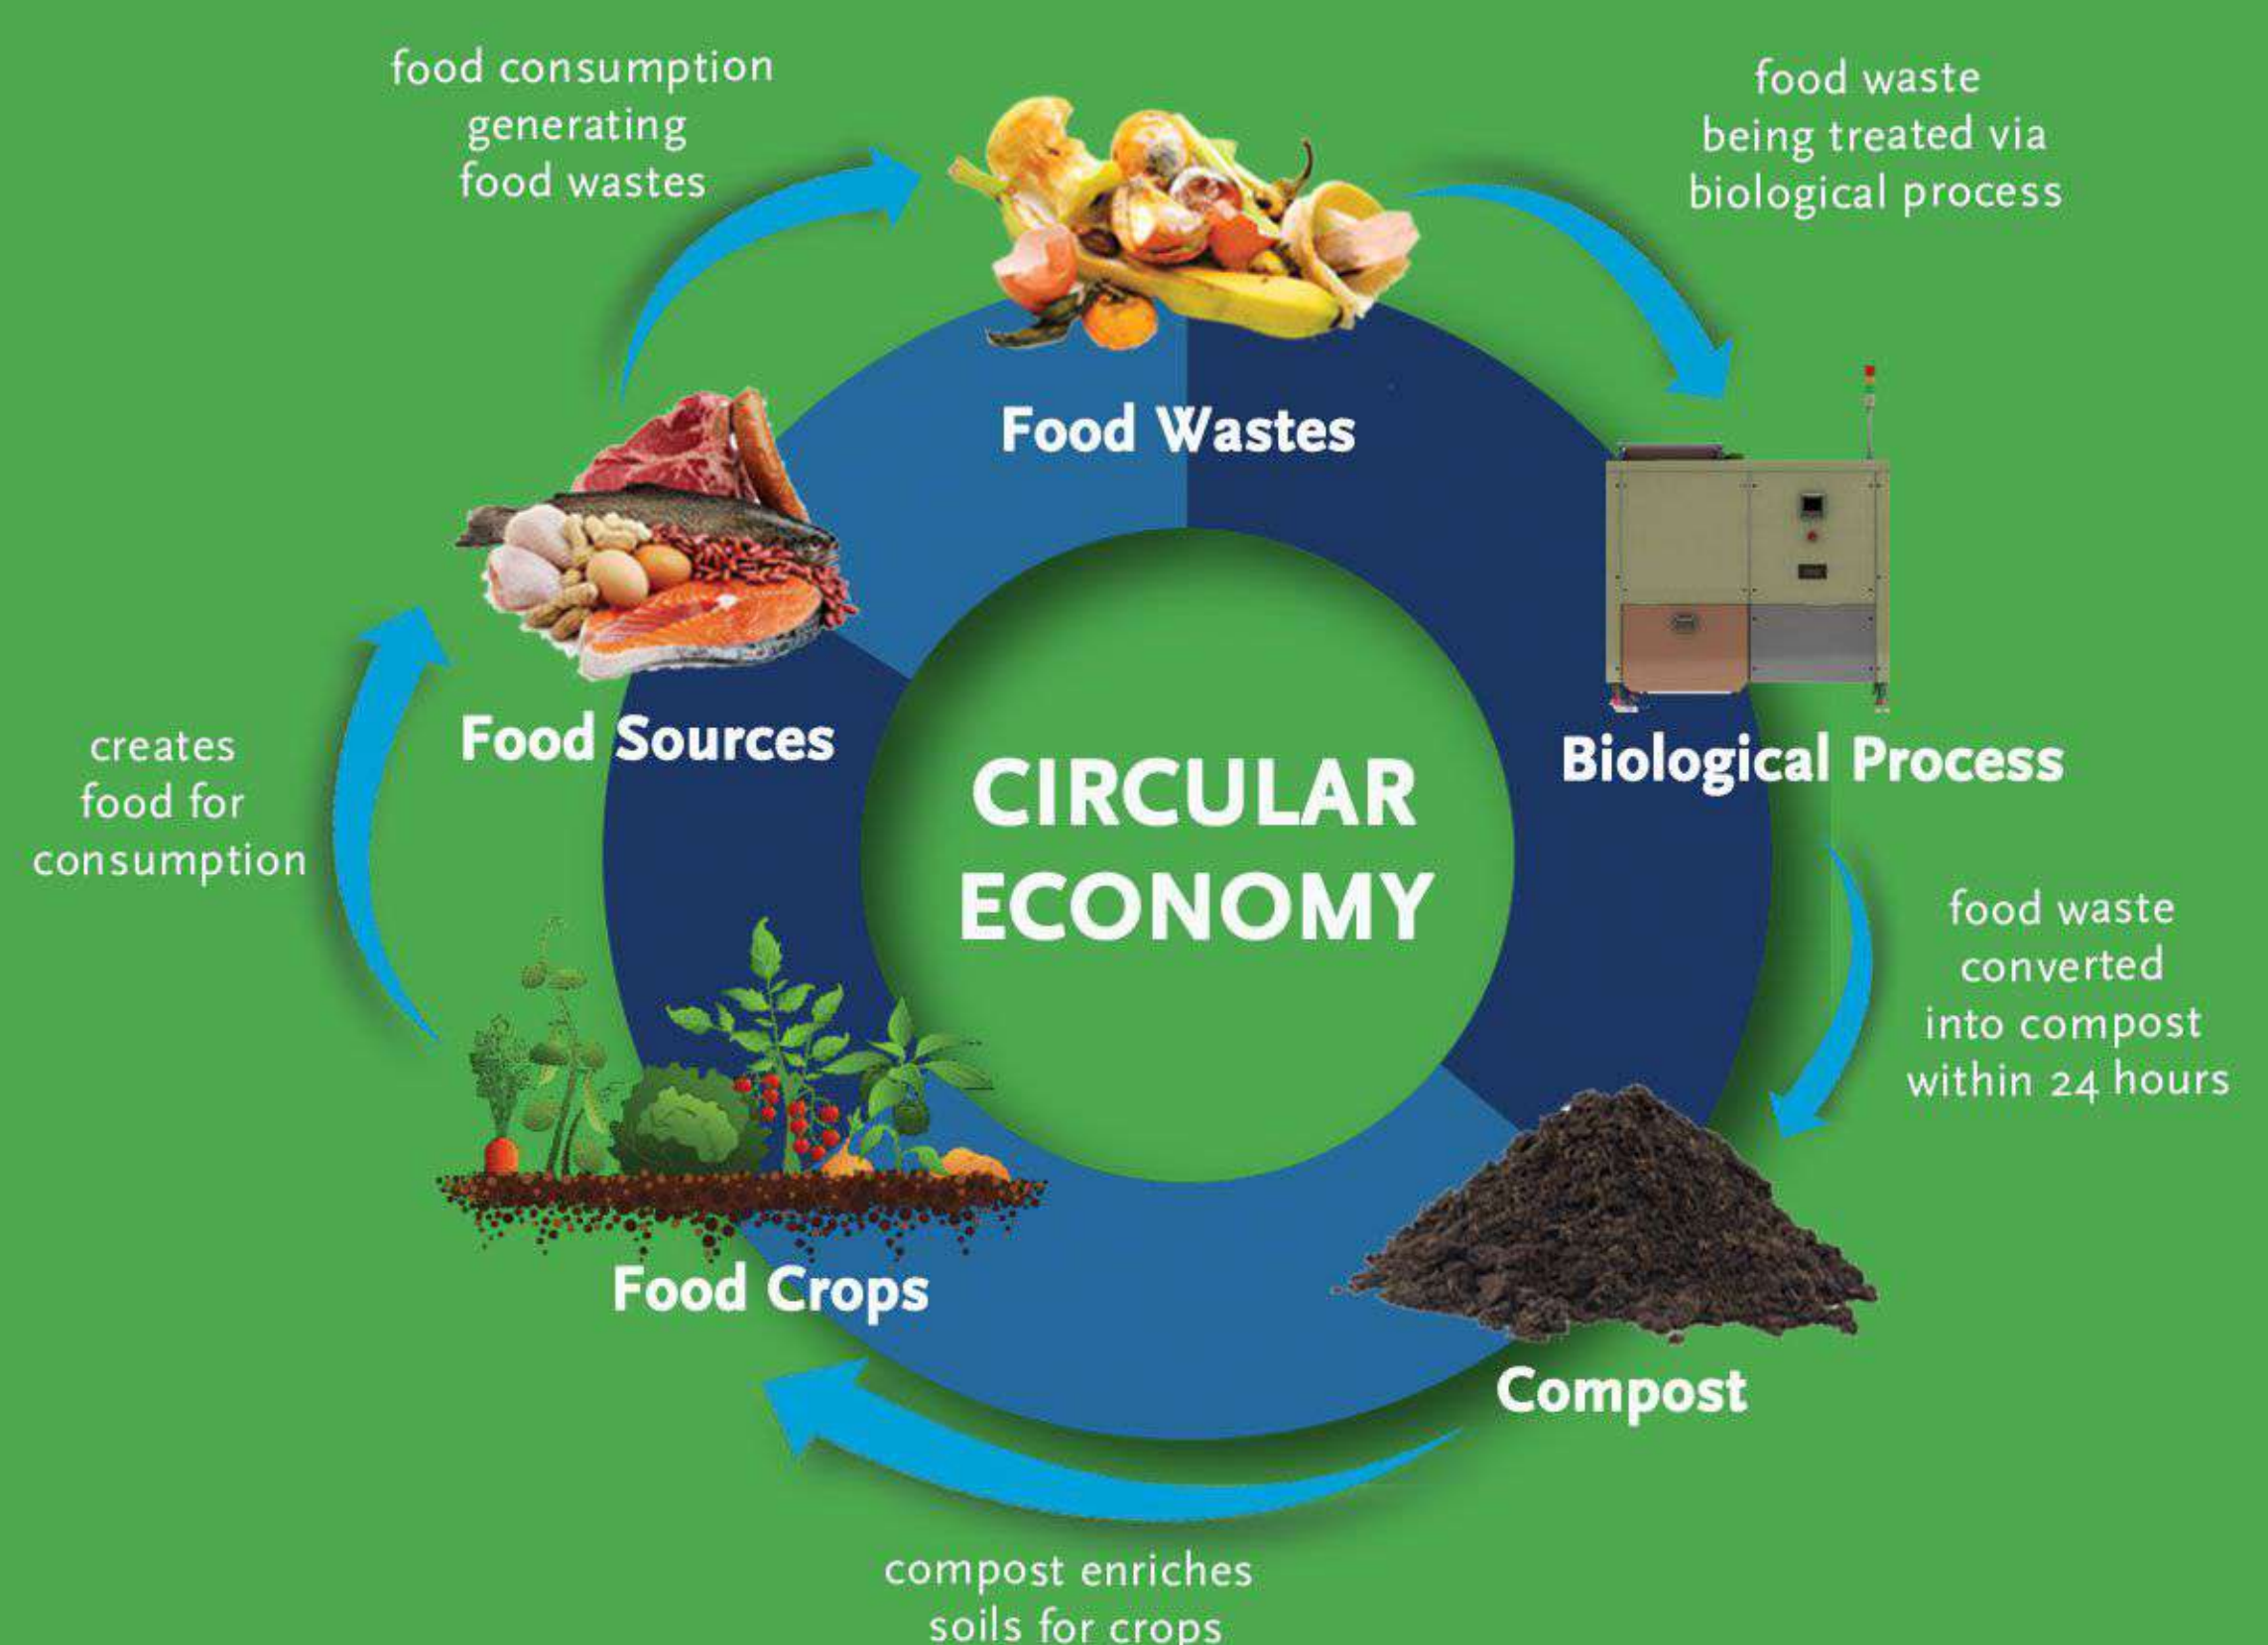 food consumption
generating
food wastes
food waste
being treated via
biological process
Food Wastes
Food Sources
Biological Process
creates
food for
consumption
CIRCULAR
ECONOMY
food waste
converted
into compost
within 24 hours
Food Crops
Compost
compost enriches
soils for crops